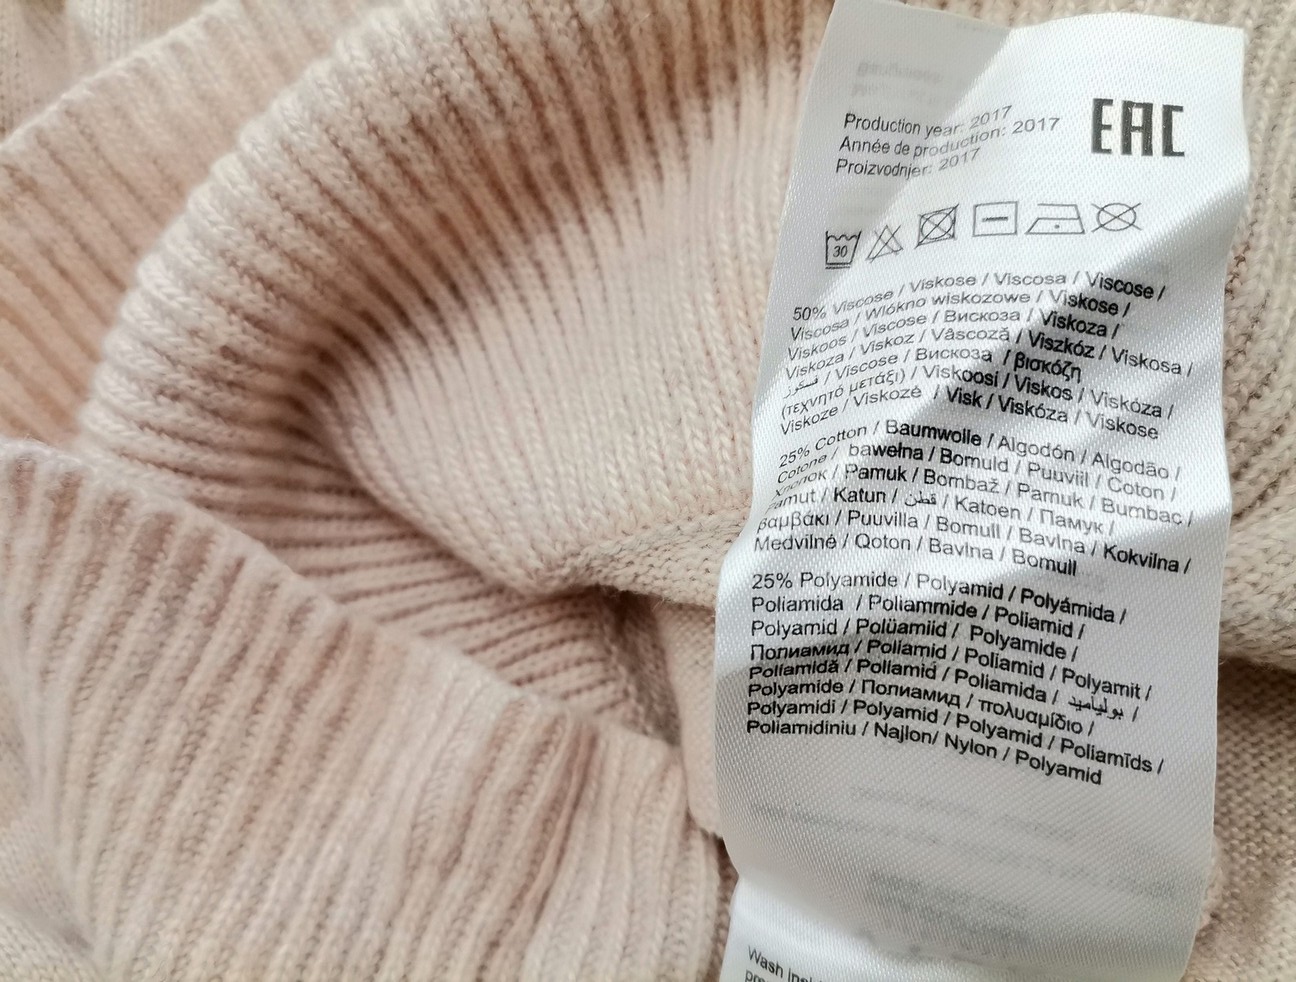 EAC
Production year: 2017
Année de production: 2017
Proizvodnjer: 2017
30
50% Viscose / Viskose / Viscosa / Viscose /
Viscosa / Włókno wiskozowe / Viskose /
Viskoos / Viscose / Вискоза / Viskoza /
Viskoza / Viskoz / Vâscoză / Viszkóz / Viskosa /
/ Viscose / Вискоза / βισκόζη
(τεχνητό μετάξι) / Viskoosi / Viskos / Viskóza /
Viskoze / Viskozė / Visk / Viskóza / Viskose
25% Cotton / Baumwolle / Algodón / Algodão /
Cotone / bawełna / Bomuld / Puuviil / Coton /
Хлопок / Pamuk / Bombaž / Pamuk / Bumbac /
Pamut / Katun / قطن / Katoen / Памук /
βαμβάκι / Puuvilla / Bomull / Bavlna / Kokvilna /
Medvilnė / Qoton / Bavlna / Bomull
25% Polyamide / Polyamid / Polyámida /
Poliamida / Poliammide / Poliamid /
Polyamid / Polüamiid / Polyamide /
Полиамид / Poliamid / Poliamid / Polyamit /
Poliamidă / Poliamid / Poliamida / بولياميد /
Polyamide / Полиамид / πολυαμίδιο /
Polyamidi / Polyamid / Polyamid / Poliamīds /
Poliamidiniu / Najlon/ Nylon / Polyamid
Wash